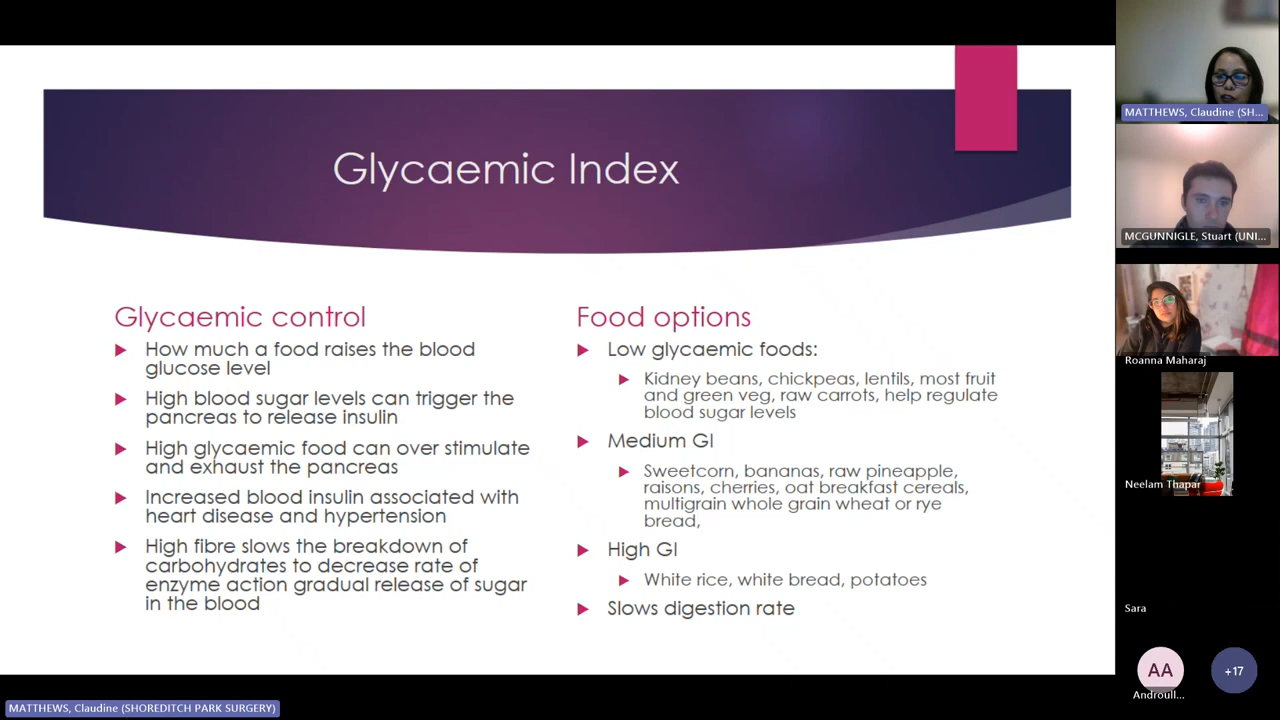 Glycaemic Index
Glycaemic control
How much a food raises the blood
glucose level
High blood sugar levels can trigger the
pancreas to release insulin
High glycaemic food can over stimulate
and exhaust the pancreas
Increased blood insulin associated with
heart disease and hypertension
High fibre slows the breakdown of
carbohydrates to decrease rate of
enzyme action gradual release of sugar
in the blood
Food options
Low glycaemic foods:
Kidney beans, chickpeas, lentils, most fruit
and green veg, raw carrots, help regulate
blood sugar levels
Medium GI
Sweetcorn, bananas, raw pineapple,
raisons, cherries, oat breakfast cereals,
multigrain whole grain wheat or rye
bread,
High GI
White rice, white bread, potatoes
Slows digestion rate
MATTHEWS, Claudine (SH...
MCGUNNIGLE, Stuart (UNI...
Roanna Maharaj
Neelam Thapar
Sara
AA
Androull...
+17
MATTHEWS, Claudine (SHOREDITCH PARK SURGERY)